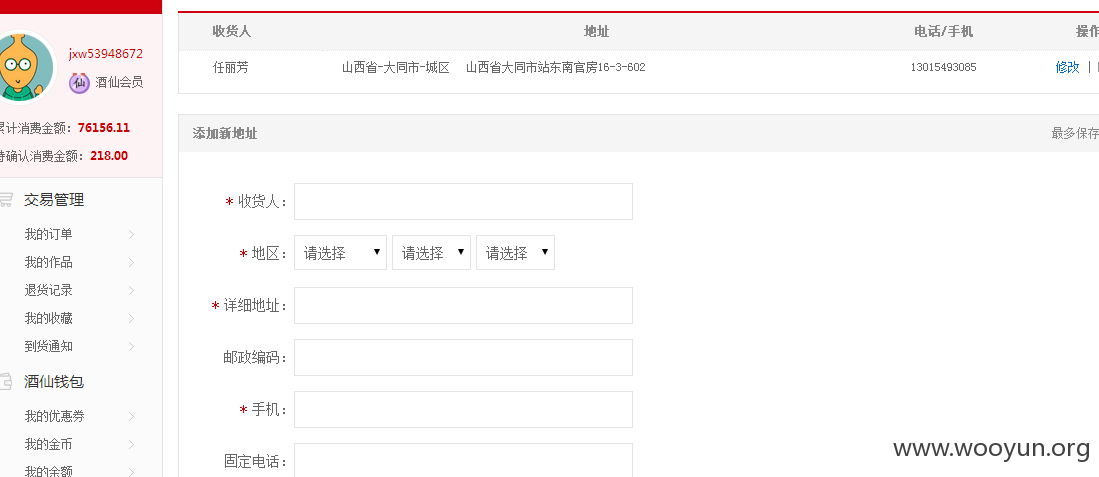 jxw53948672
仙 酒仙会员
累计消费金额：76156.11
待确认消费金额：218.00
交易管理
我的订单
我的作品
退货记录
我的收藏
到货通知
酒仙钱包
我的优惠券
我的金币
我的余额
收货人 地址 电话/手机 操作
任丽芳 山西省-大同市-城区 山西省大同市站东南官房16-3-602 13015493085 修改 |
添加新地址 最多保存
* 收货人：
* 地区： 请选择 请选择 请选择
* 详细地址：
邮政编码：
* 手机：
固定电话：
www.wooyun.org